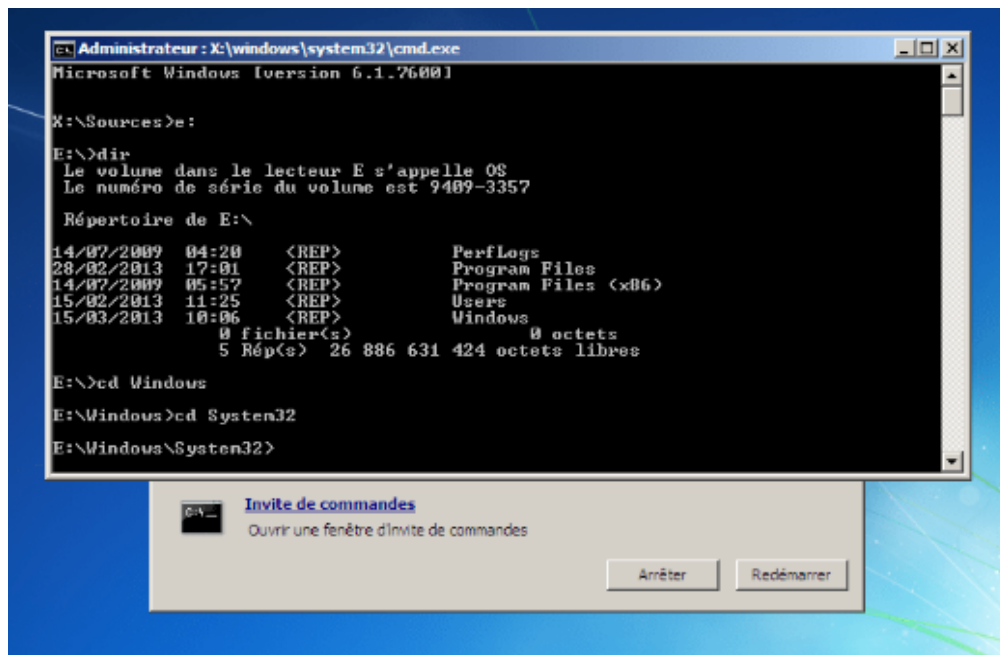 Administrateur : X:\windows\system32\cmd.exe
Microsoft Windows [version 6.1.7600]
X:\Sources>e:
E:\>dir
Le volume dans le lecteur E s'appelle OS
Le numéro de série du volume est 9409-3357
Répertoire de E:\
14/07/2009 04:20 <REP> PerfLogs
28/02/2013 17:01 <REP> Program Files
14/07/2009 05:57 <REP> Program Files (x86)
15/02/2013 11:25 <REP> Users
15/03/2013 10:06 <REP> Windows
0 fichier(s) 0 octets
5 Rép(s) 26 886 631 424 octets libres
E:\>cd Windows
E:\Windows>cd System32
E:\Windows\System32>
Invite de commandes
Ouvrir une fenêtre d'invite de commandes
Arrêter Redémarrer